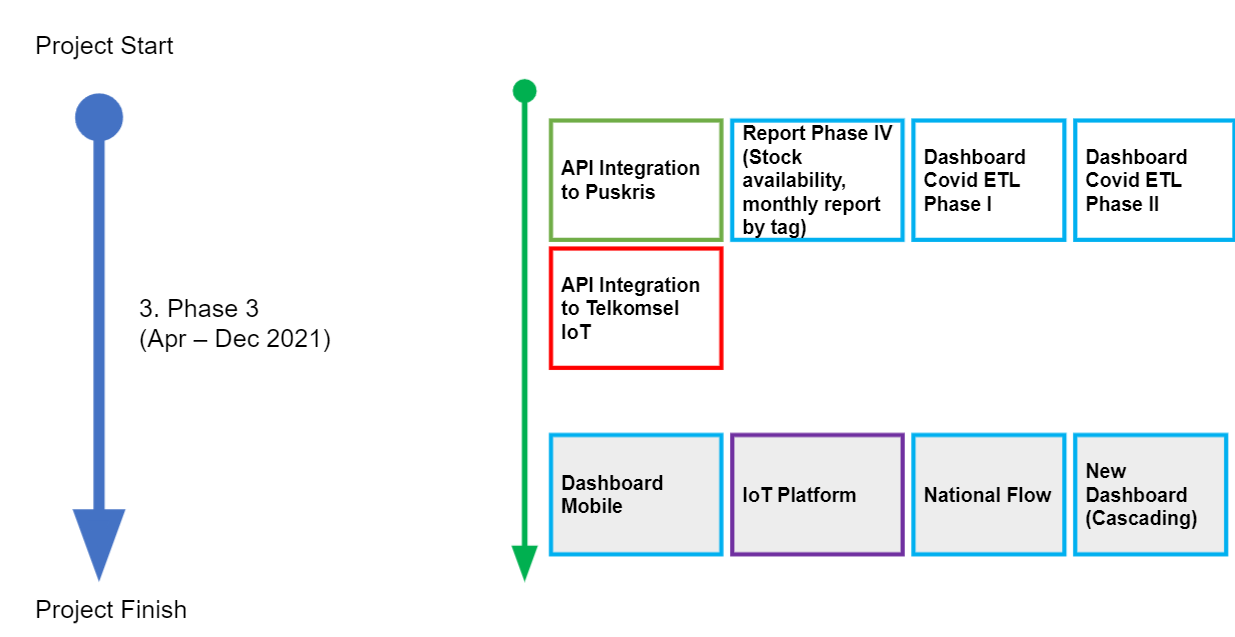 Project Start
3. Phase 3
(Apr – Dec 2021)
API Integration
to Puskris
Report Phase IV
(Stock
availability,
monthly report
by tag)
Dashboard
Covid ETL
Phase I
Dashboard
Covid ETL
Phase II
API Integration
to Telkomsel
IoT
Dashboard
Mobile
IoT Platform
National Flow
New
Dashboard
(Cascading)
Project Finish